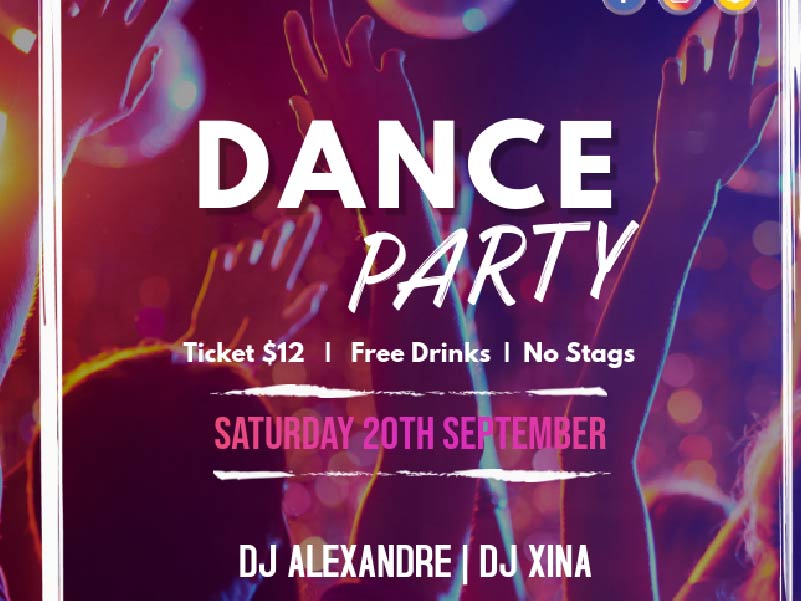 DANCE
PARTY
Ticket $12 | Free Drinks | No Stags
SATURDAY 20TH SEPTEMBER
DJ ALEXANDRE | DJ XINA